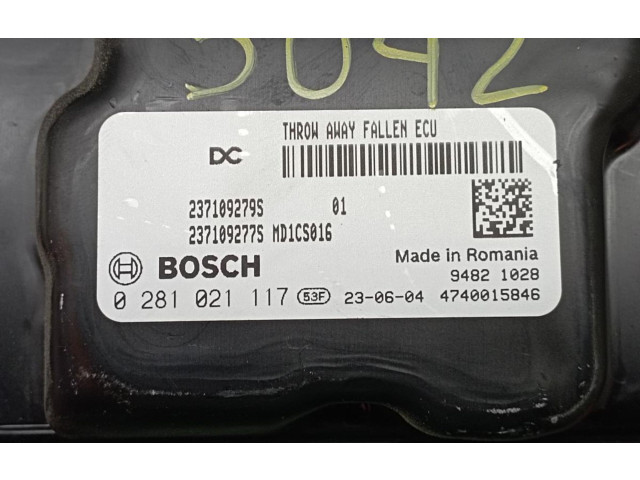 5042
THROW AWAY FALLEN ECU
DC
237109279S 01
237109277S MD1CS016
BOSCH
Made in Romania
9482 1028
0 281 021 117 53F 23-06-04 4740015846